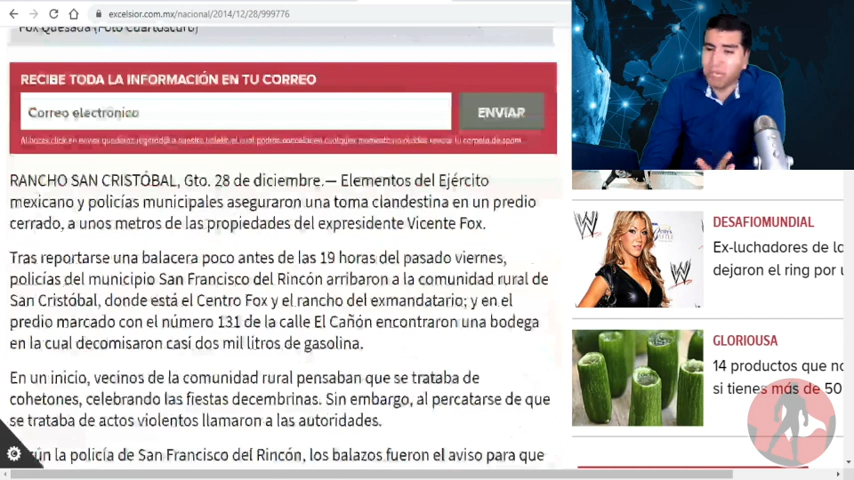 excelsior.com.mx/nacional/2014/12/28/999776
Fox Quesada (Foto Cuartoscuro)
RECIBE TODA LA INFORMACIÓN EN TU CORREO
Correo electrónico
ENVIAR
RANCHO SAN CRISTÓBAL, Gto. 28 de diciembre.— Elementos del Ejército
mexicano y policías municipales aseguraron una toma clandestina en un predio
cerrado, a unos metros de las propiedades del expresidente Vicente Fox.
Tras reportarse una balacera poco antes de las 19 horas del pasado viernes,
policías del municipio San Francisco del Rincón arribaron a la comunidad rural de
San Cristóbal, donde está el Centro Fox y el rancho del exmandatario; y en el
predio marcado con el número 131 de la calle El Cañón encontraron una bodega
en la cual decomisaron casí dos mil litros de gasolina.
En un inicio, vecinos de la comunidad rural pensaban que se trataba de
cohetones, celebrando las fiestas decembrinas. Sin embargo, al percatarse de que
se trataba de actos violentos llamaron a las autoridades.
ún la policía de San Francisco del Rincón, los balazos fueron el aviso para que
DESAFIOMUNDIAL
Ex-luchadores de la
dejaron el ring por u
GLORIOUSA
14 productos que no
si tienes más de 50